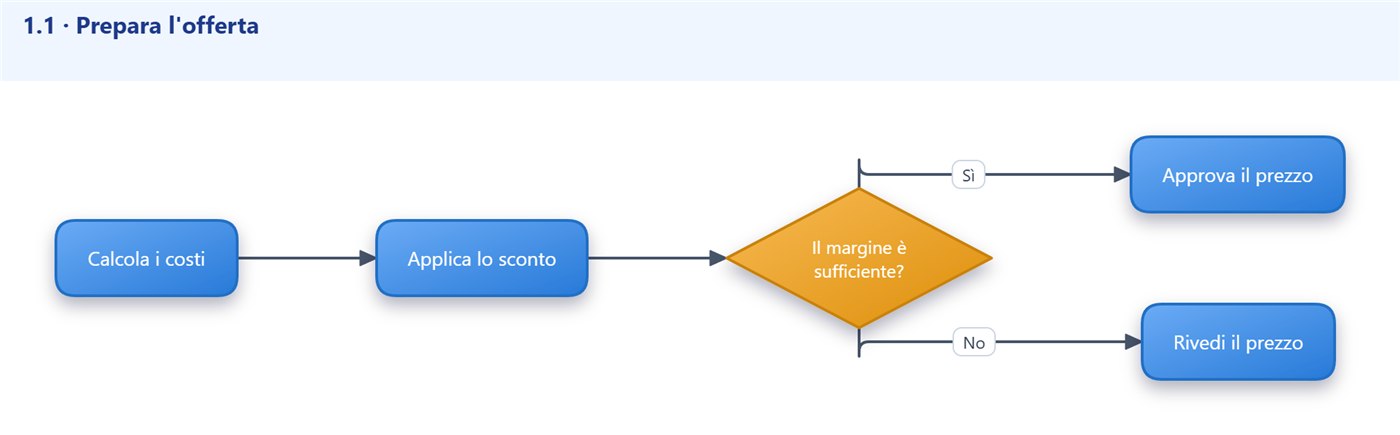 1.1 · Prepara l'offerta
Calcola i costi
Applica lo sconto
Il margine è
sufficiente?
Sì
Approva il prezzo
No
Rivedi il prezzo